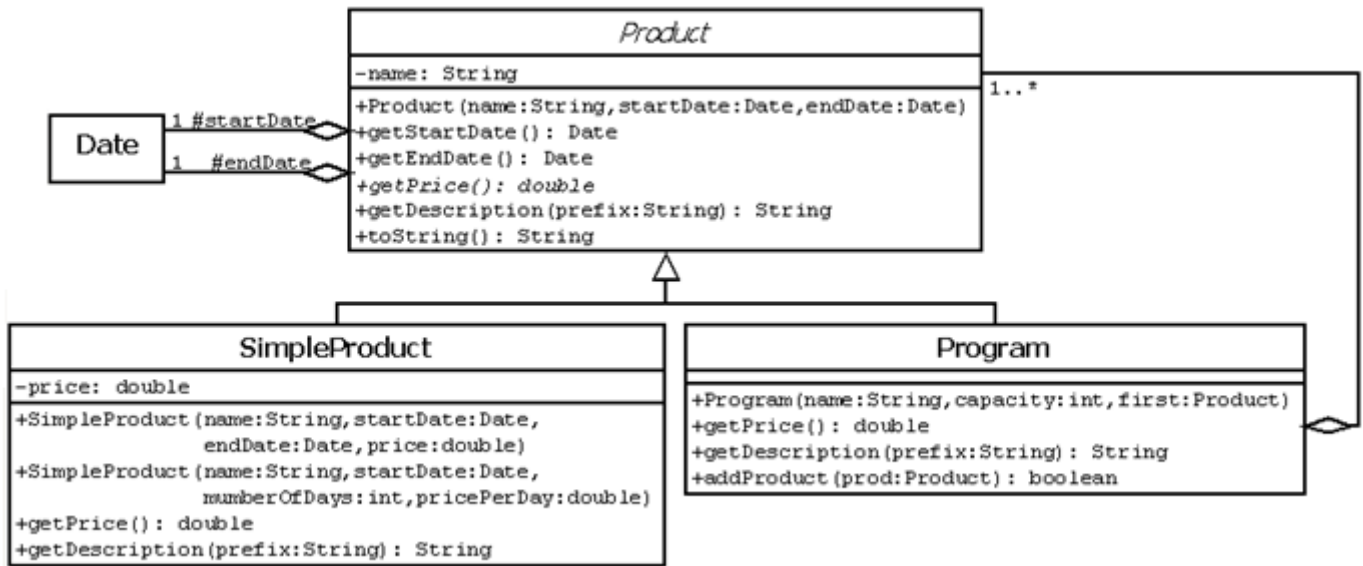 Product
-name: String
1..*
+Product(name:String,startDate:Date,endDate:Date)
1 #startDate
+getStartDate(): Date
Date
1 #endDate
+getEndDate(): Date
+getPrice(): double
+getDescription(prefix:String): String
+toString(): String
SimpleProduct
-price: double
+SimpleProduct(name:String,startDate:Date,
endDate:Date,price:double)
+SimpleProduct(name:String,startDate:Date,
mumberOfDays:int,pricePerDay:double)
+getPrice(): double
+getDescription(prefix:String): String
Program
+Program(name:String,capacity:int,first:Product)
+getPrice(): double
+getDescription(prefix:String): String
+addProduct(prod:Product): boolean